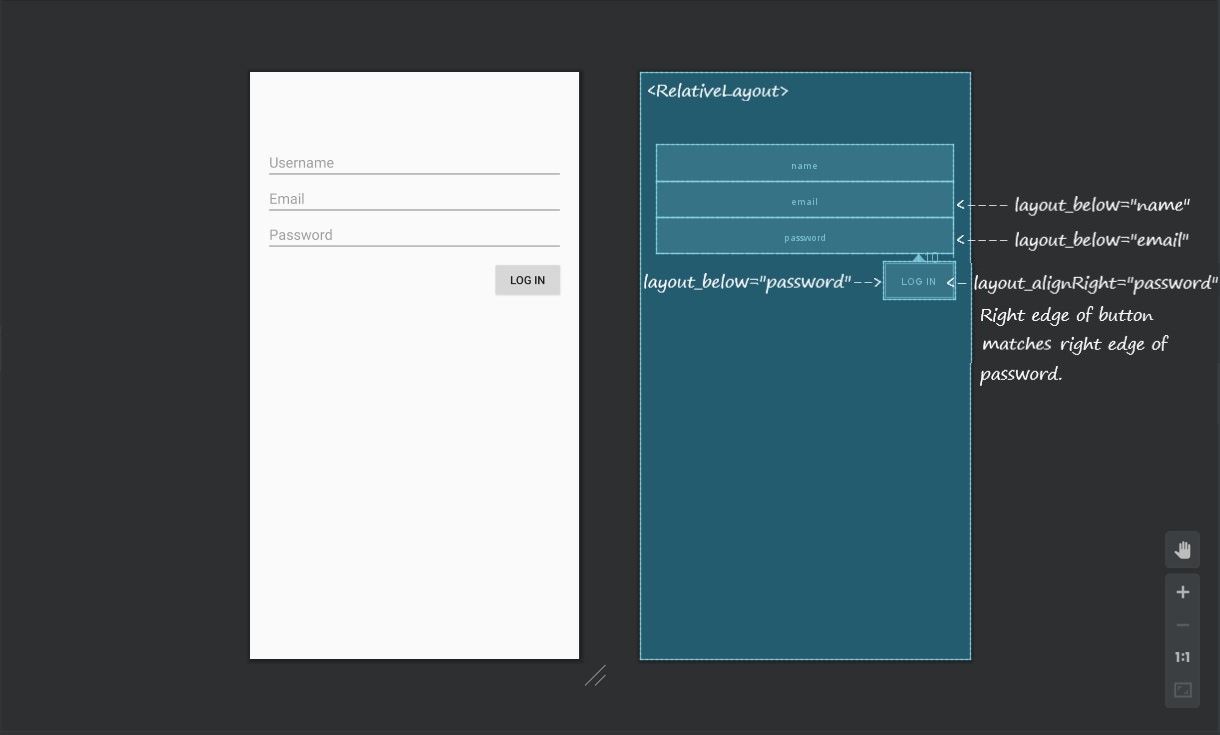 <RelativeLayout>
Username
Email
Password
LOG IN
name
email
password
10
LOG IN
layout_below="name"
layout_below="email"
layout_below="password"
layout_alignRight="password"
Right edge of button
matches right edge of
password.
1:1